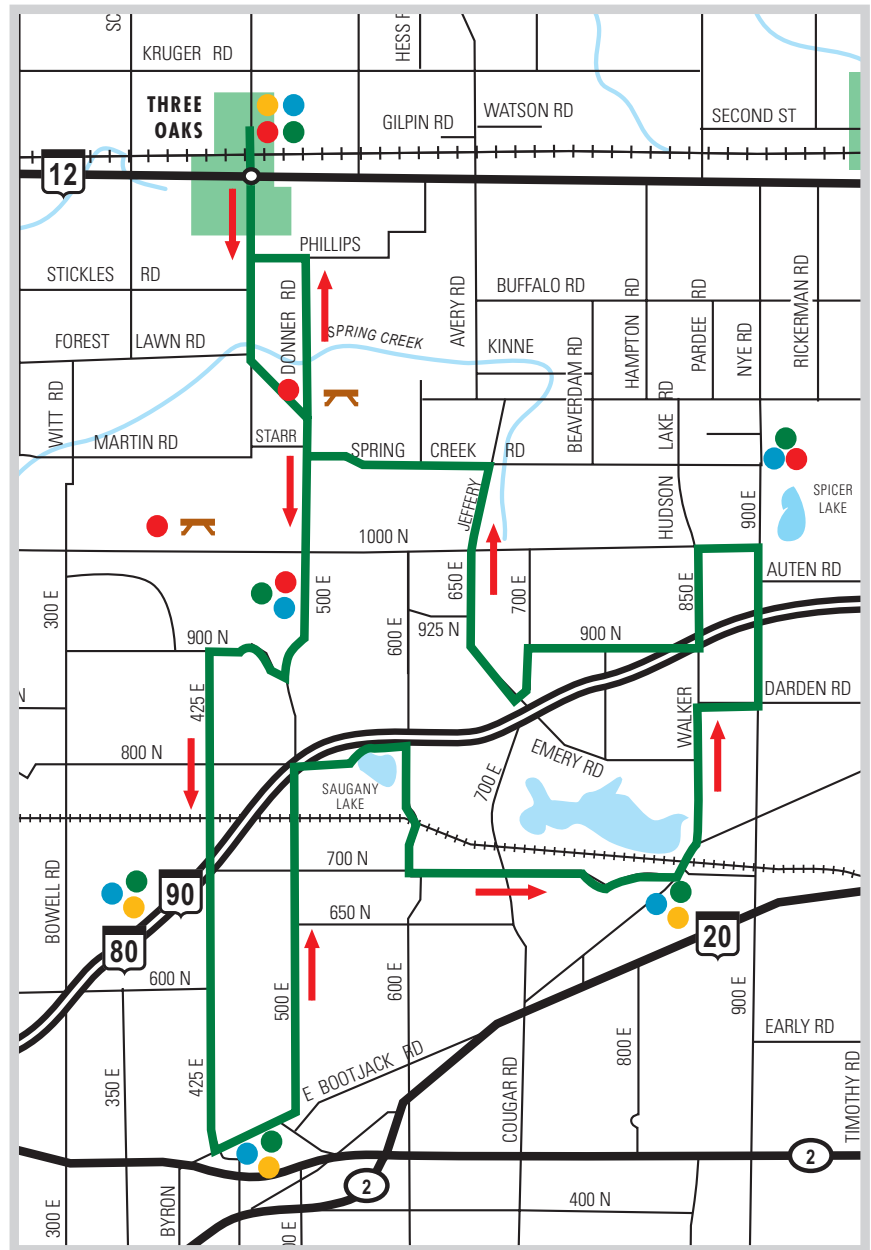 SC
HESS R
KRUGER RD
THREE
OAKS
GILPIN RD
WATSON RD
SECOND ST
12
PHILLIPS
STICKLES RD
DONNER RD
AVERY RD
BUFFALO RD
HAMPTON RD
PARDEE RD
NYE RD
RICKERMAN RD
FOREST LAWN RD
SPRING CREEK
KINNE
BEAVERDAM RD
WITT RD
MARTIN RD
STARR
SPRING CREEK RD
LAKE RD
HUDSON
JEFFERY
900 E
SPICER
LAKE
1000 N
300 E
500 E
600 E
650 E
700 E
850 E
AUTEN RD
925 N
900 N
900 N
425 E
WALKER
DARDEN RD
N
800 N
SAUGANY
LAKE
700 E
EMERY RD
700 N
BOWELL RD
90
80
650 N
20
600 N
500 E
600 E
900 E
350 E
425 E
E BOOTJACK RD
COUGAR RD
800 E
EARLY RD
TIMOTHY RD
2
2
300 E
BYRON
00 E
400 N